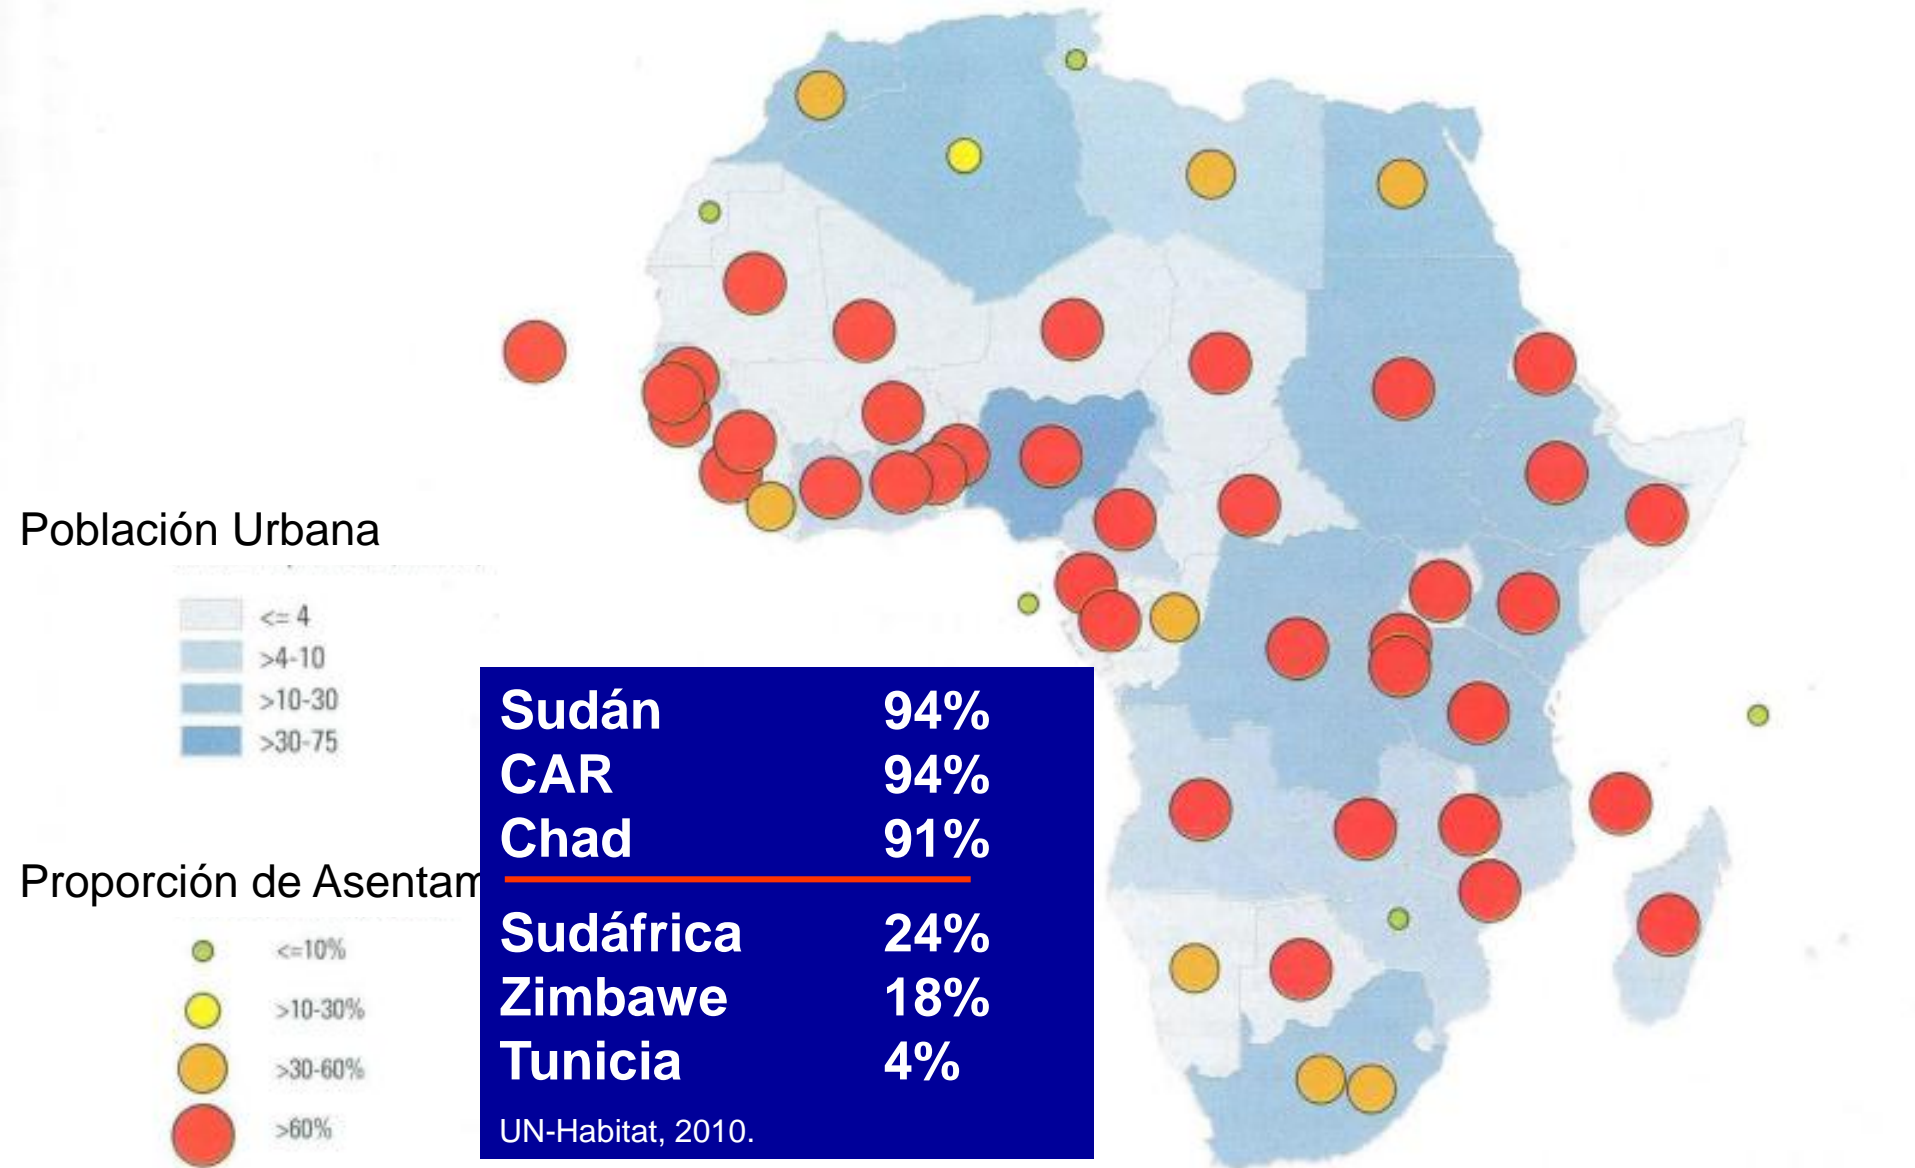 Población Urbana
<= 4
>4-10
>10-30
>30-75
Proporción de Asentam
<=10%
>10-30%
>30-60%
>60%
Sudán 94%
CAR 94%
Chad 91%
Sudáfrica 24%
Zimbawe 18%
Tunicia 4%
UN-Habitat, 2010.